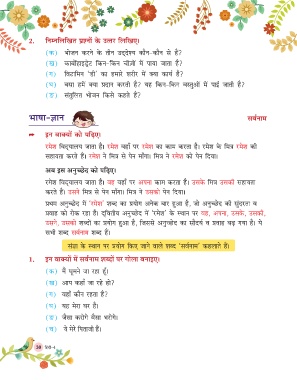 2. निम्नलिखित प्रश्नों के उत्तर लिखिए।
(क) भोजन करने के तीन उद्देश्य कौन-कौन से हैं?
(ख) कार्बोहाइड्रेट किन-किन चीज़ों में पाया जाता है?
(ग) विटामिन 'डी' का हमारे शरीर में क्या कार्य है?
(घ) वसा हमें क्या प्रदान करती है? यह किन-किन वस्तुओं में पाई जाती है?
(ङ) संतुलित भोजन किसे कहते हैं?
भाषा-ज्ञान
सर्वनाम
इन वाक्यों को पढ़िए।
रमेश विद्यालय जाता है। रमेश वहाँ पर रमेश का काम करता है। रमेश के मित्र रमेश की
सहायता करते हैं। रमेश ने मित्र से पेन माँगा। मित्र ने रमेश को पेन दिया।
अब इस अनुच्छेद को पढ़िए।
रमेश विद्यालय जाता है। वह वहाँ पर अपना काम करता है। उसके मित्र उसकी सहायता
करते हैं। उसने मित्र से पेन माँगा। मित्र ने उसको पेन दिया।
प्रथम अनुच्छेद में 'रमेश' शब्द का प्रयोग अनेक बार हुआ है, जो अनुच्छेद की सुंदरता व
प्रवाह को रोक रहा है। द्वितीय अनुच्छेद में 'रमेश' के स्थान पर वह, अपना, उसके, उसकी,
उसने, उसको शब्दों का प्रयोग हुआ है, जिससे अनुच्छेद का सौंदर्य व प्रवाह बढ़ गया है। ये
सभी शब्द सर्वनाम शब्द हैं।
संज्ञा के स्थान पर प्रयोग किए जाने वाले शब्द 'सर्वनाम' कहलाते हैं।
1. इन वाक्यों में सर्वनाम शब्दों पर गोला बनाइए।
(क) मैं घूमने जा रहा हूँ।
(ख) आप कहाँ जा रहे हो?
(ग) यहाँ कौन रहता है?
(घ) यह मेरा घर है।
(ङ) जैसा करोगे वैसा भरोगे।
(च) ये मेरे पिताजी हैं।
38